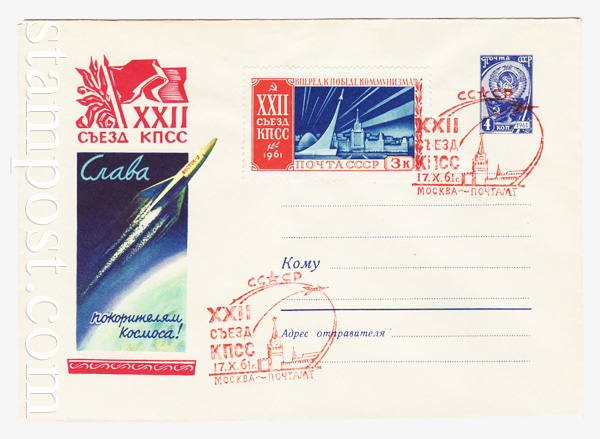 stampost.com
XXII
СЪЕЗД КПСС
Слава
ВОСТОК-2
покорителям
космоса!
ВПЕРЕД, К ПОБЕДЕ КОММУНИЗМА!
XXII
СЪЕЗД
КПСС
1961
ПОЧТА СССР
3к
ПОЧТА СССР
4 КОП. 1961
СССР
XXII
СЪЕЗД
КПСС
17.X.61г.
МОСКВА-ПОЧТАМТ
Кому
СССР
XXII
СЪЕЗД
КПСС
17.X.61г.
МОСКВА-ПОЧТАМТ
Адрес отправителя